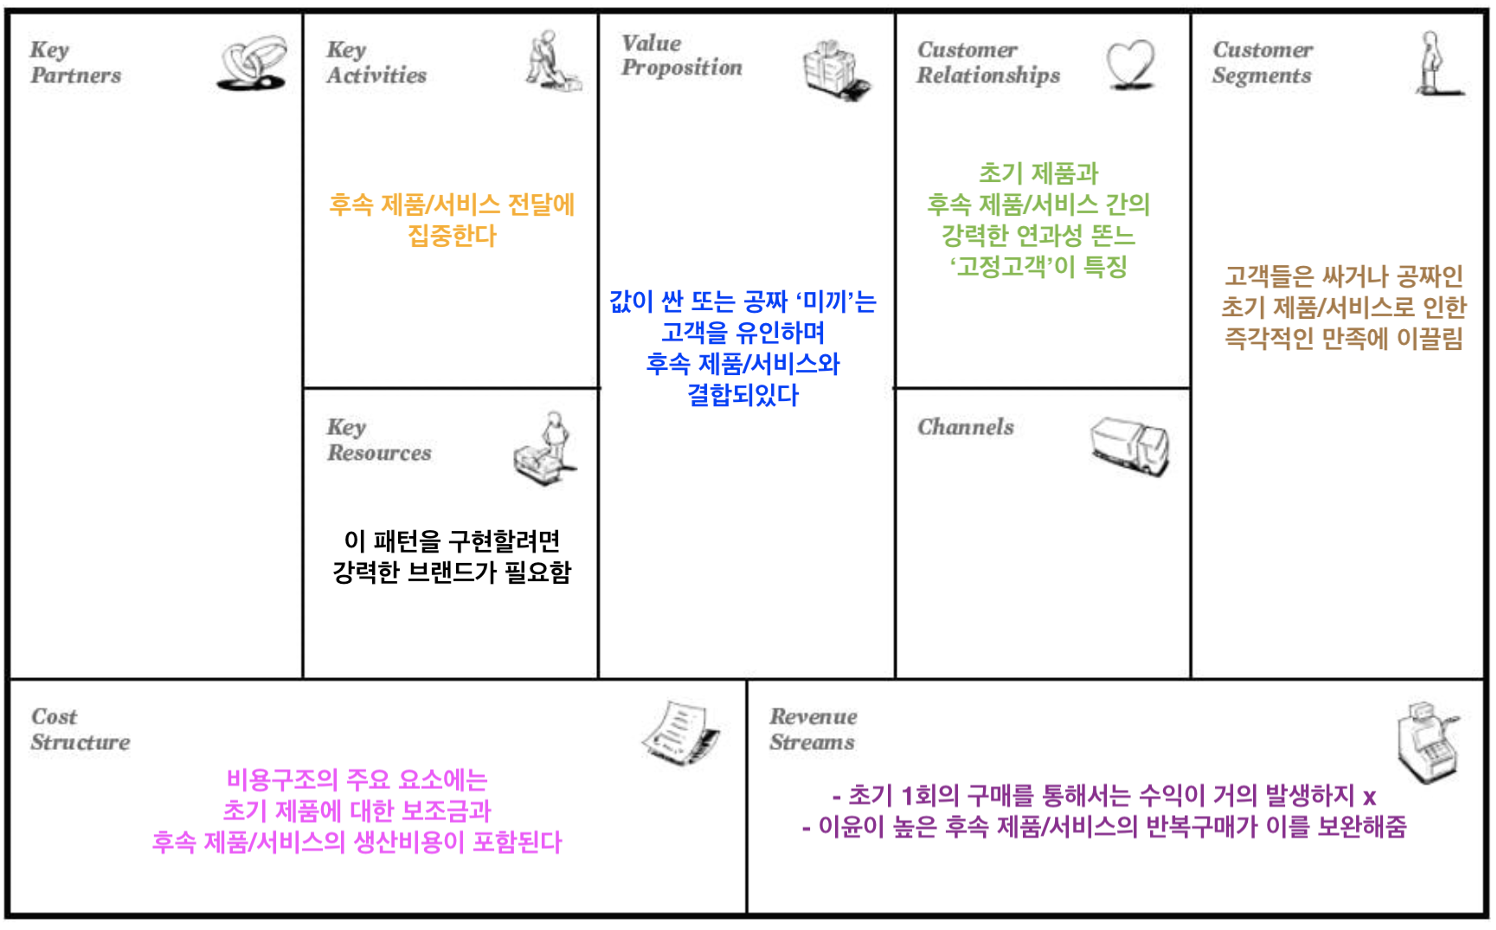 Key
Partners
Key
Activities
후속 제품/서비스 전달에
집중한다
Key
Resources
이 패턴을 구현할려면
강력한 브랜드가 필요함
Value
Proposition
값이 싼 또는 공짜 ‘미끼’는
고객을 유인하며
후속 제품/서비스와
결합되있다
Customer
Relationships
초기 제품과
후속 제품/서비스 간의
강력한 연과성 똔느
‘고정고객’이 특징
Channels
Customer
Segments
고객들은 싸거나 공짜인
초기 제품/서비스로 인한
즉각적인 만족에 이끌림
Cost
Structure
비용구조의 주요 요소에는
초기 제품에 대한 보조금과
후속 제품/서비스의 생산비용이 포함된다
Revenue
Streams
- 초기 1회의 구매를 통해서는 수익이 거의 발생하지 x
- 이윤이 높은 후속 제품/서비스의 반복구매가 이를 보완해줌